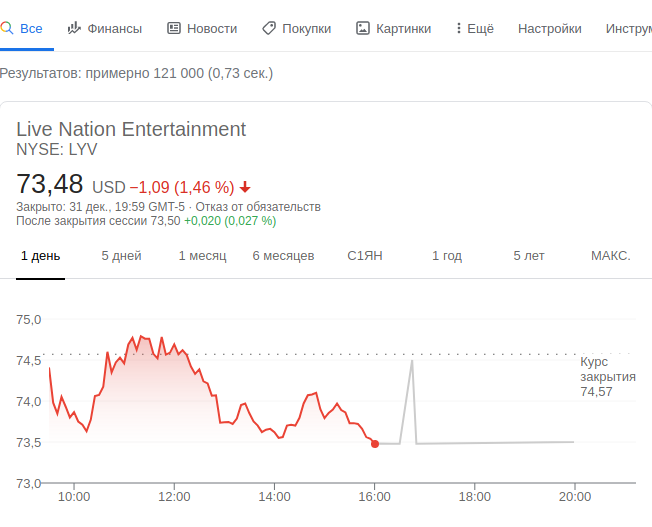 Все Финансы Новости Покупки Картинки Ещё Настройки Инструм
Результатов: примерно 121 000 (0,73 сек.)
Live Nation Entertainment
NYSE: LYV
73,48 USD −1,09 (1,46 %)
Закрыто: 31 дек., 19:59 GMT-5 · Отказ от обязательств
После закрытия сессии 73,50 +0,020 (0,027 %)
1 день 5 дней 1 месяц 6 месяцев С1ЯН 1 год 5 лет МАКС.
75,0
74,5
Курс
закрытия
74,57
74,0
73,5
73,0
10:00 12:00 14:00 16:00 18:00 20:00